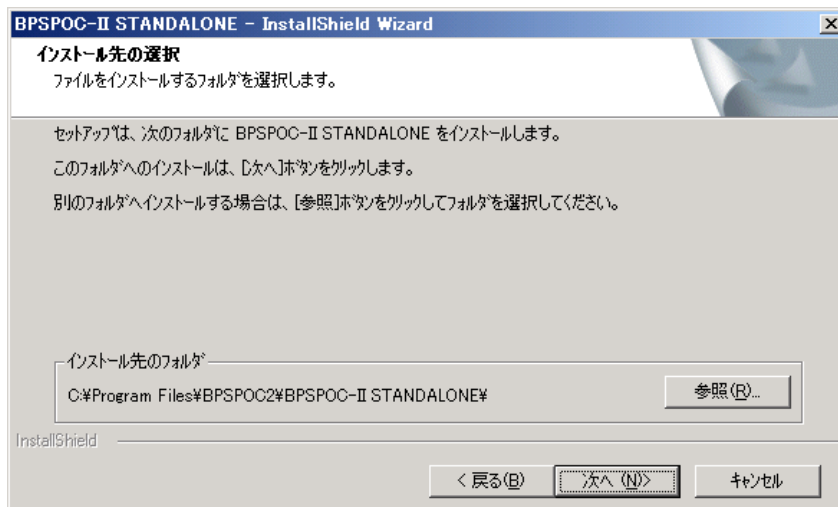 BPSPOC-II STANDALONE - InstallShield Wizard
インストール先の選択
ファイルをインストールするフォルダを選択します。
セットアップは、次のフォルダに BPSPOC-II STANDALONE をインストールします。
このフォルダへのインストールは、[次へ]ボタンをクリックします。
別のフォルダへインストールする場合は、[参照]ボタンをクリックしてフォルダを選択してください。
インストール先のフォルダ
C:¥Program Files¥BPSPOC2¥BPSPOC-II STANDALONE¥
参照(R)...
InstallShield
< 戻る(B)
次へ (N)>
キャンセル